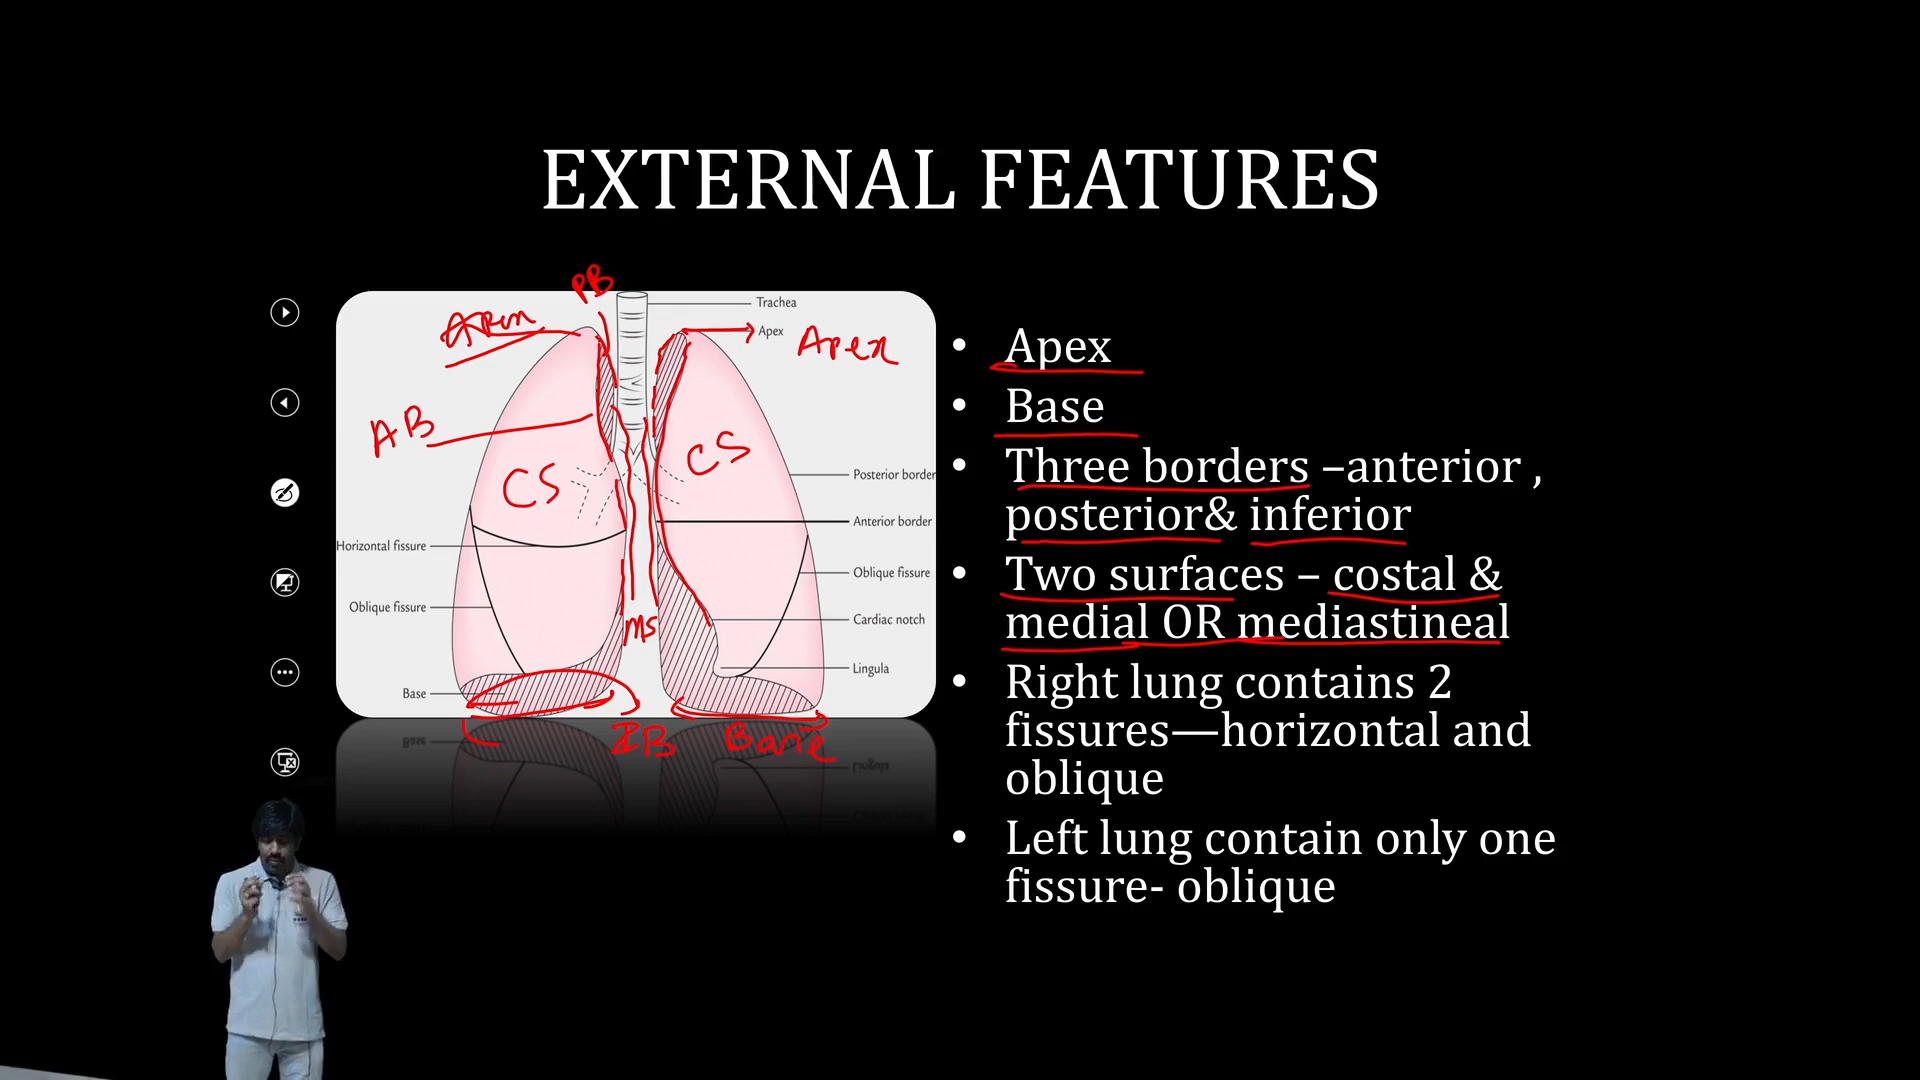 EXTERNAL FEATURES
PB
Trachea
Apex
Apex
AB
CS
CS
Posterior border
Anterior border
Horizontal fissure
Oblique fissure
Oblique fissure
Cardiac notch
MS
Lingula
Base
IB
• Apex
• Base
• Three borders –anterior ,
posterior& inferior
• Two surfaces – costal &
medial OR mediastineal
• Right lung contains 2
fissures—horizontal and
oblique
• Left lung contain only one
fissure- oblique